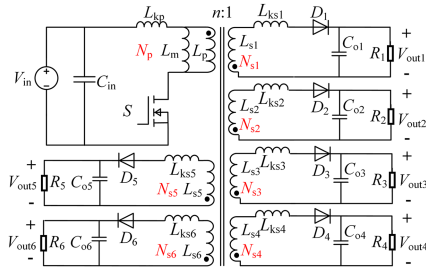 Lkp n:1 Lks1 D1
Np Lm Lp Ls1 Ns1 Co1 R1 + Vout1 -
Vin Cin S
Ls2 Lks2 D2 Ns2 Co2 R2 + Vout2 -
+ Vout5 - R5 Co5 D5 Lks5 Ns5 Ls5
Ls3 Lks3 D3 Ns3 Co3 R3 + Vout3 -
+ Vout6 - R6 Co6 D6 Lks6 Ns6 Ls6
Ls4 Lks4 D4 Ns4 Co4 R4 + Vout4 -